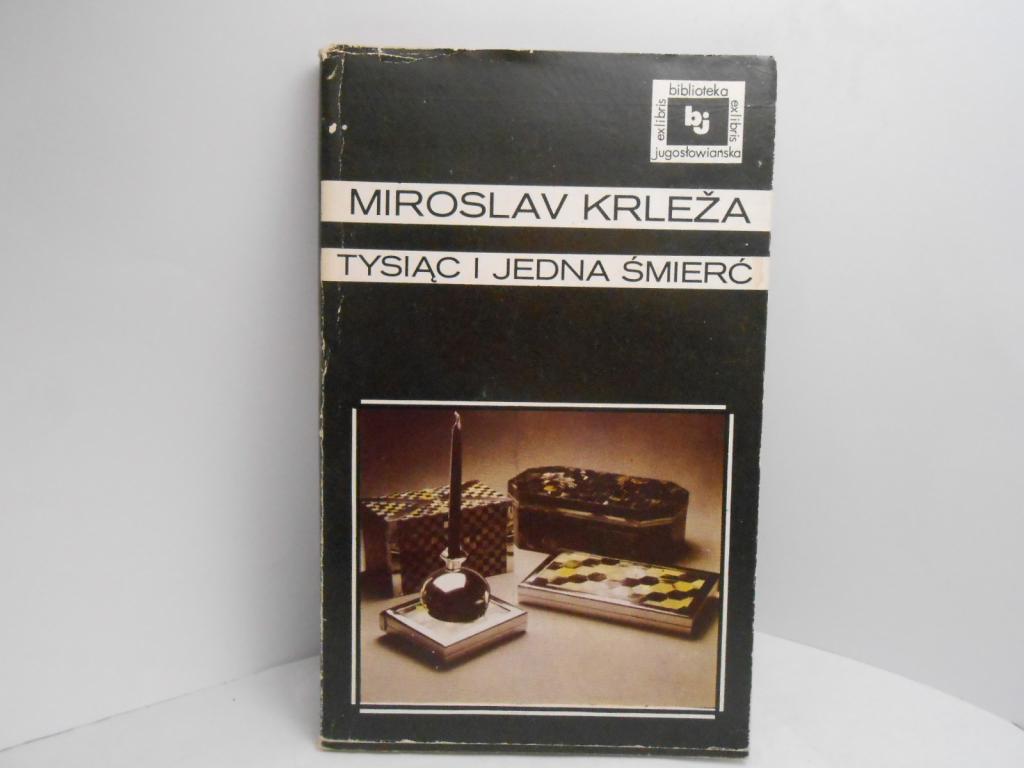 biblioteka
exlibris
bj
exlibris
jugosłowiańska
MIROSLAV KRLEŽA
TYSIĄC I JEDNA ŚMIERĆ